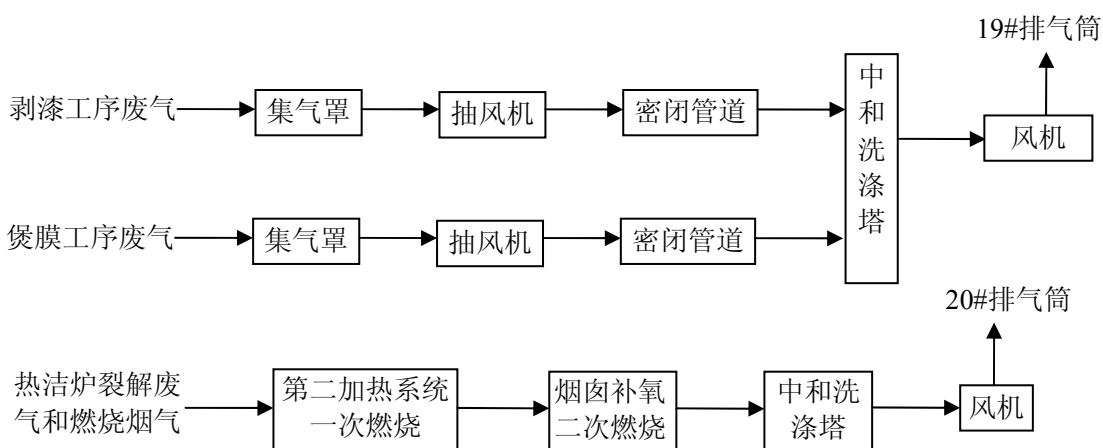 19#排气筒
剥漆工序废气
集气罩
抽风机
密闭管道
中
和
洗
涤
塔
风机
煲膜工序废气
集气罩
抽风机
密闭管道
20#排气筒
热洁炉裂解废
气和燃烧烟气
第二加热系统
一次燃烧
烟囱补氧
二次燃烧
中和洗
涤塔
风机